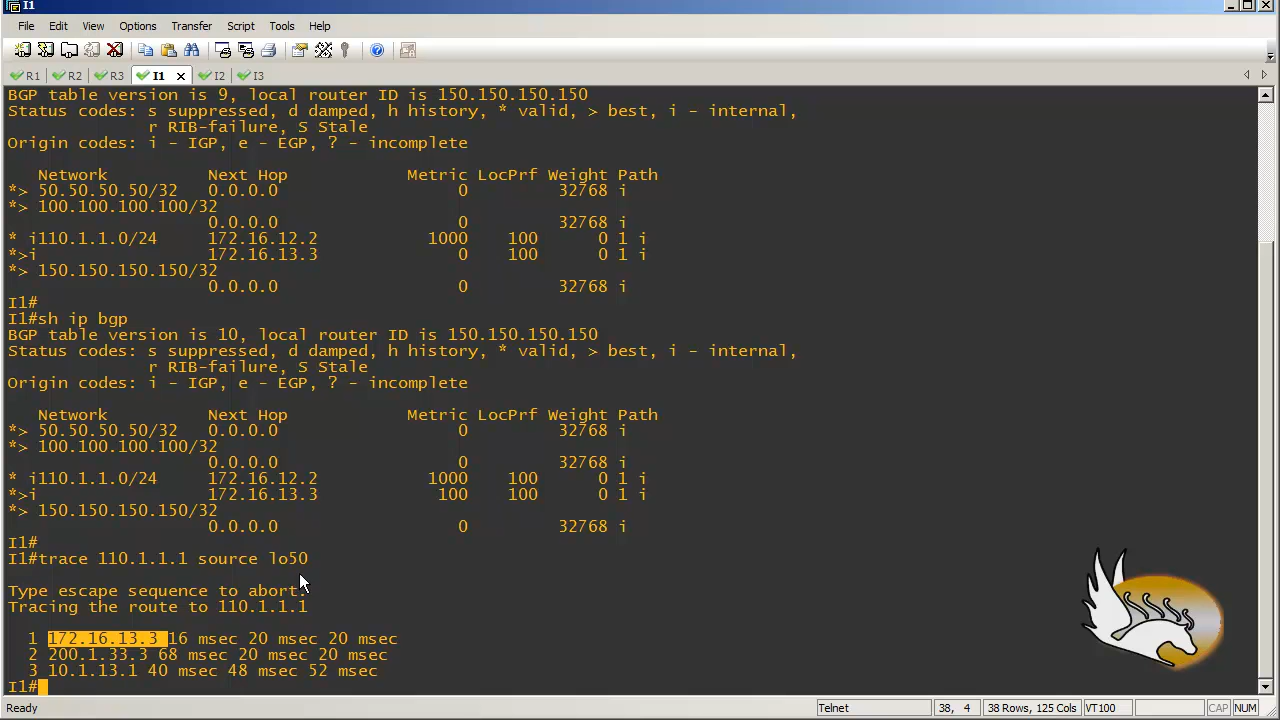 I1
File Edit View Options Transfer Script Tools Help
R1 R2 R3 I1 I2 I3
BGP table version is 9, local router ID is 150.150.150.150
Status codes: s suppressed, d damped, h history, * valid, > best, i - internal,
r RIB-failure, S Stale
Origin codes: i - IGP, e - EGP, ? - incomplete
Network Next Hop Metric LocPrf Weight Path
*> 50.50.50.50/32 0.0.0.0 0 32768 i
*> 100.100.100.100/32
0.0.0.0 0 32768 i
* i110.1.1.0/24 172.16.12.2 1000 100 0 1 i
*>i 172.16.13.3 0 100 0 1 i
*> 150.150.150.150/32
0.0.0.0 0 32768 i
I1#
I1#sh ip bgp
BGP table version is 10, local router ID is 150.150.150.150
Status codes: s suppressed, d damped, h history, * valid, > best, i - internal,
r RIB-failure, S Stale
Origin codes: i - IGP, e - EGP, ? - incomplete
Network Next Hop Metric LocPrf Weight Path
*> 50.50.50.50/32 0.0.0.0 0 32768 i
*> 100.100.100.100/32
0.0.0.0 0 32768 i
* i110.1.1.0/24 172.16.12.2 1000 100 0 1 i
*>i 172.16.13.3 100 100 0 1 i
*> 150.150.150.150/32
0.0.0.0 0 32768 i
I1#
I1#trace 110.1.1.1 source lo50
Type escape sequence to abort.
Tracing the route to 110.1.1.1
1 172.16.13.3 16 msec 20 msec 20 msec
2 200.1.33.3 68 msec 20 msec 20 msec
3 10.1.13.1 40 msec 48 msec 52 msec
I1#
Ready Telnet 38, 4 38 Rows, 125 Cols VT100 CAP NUM